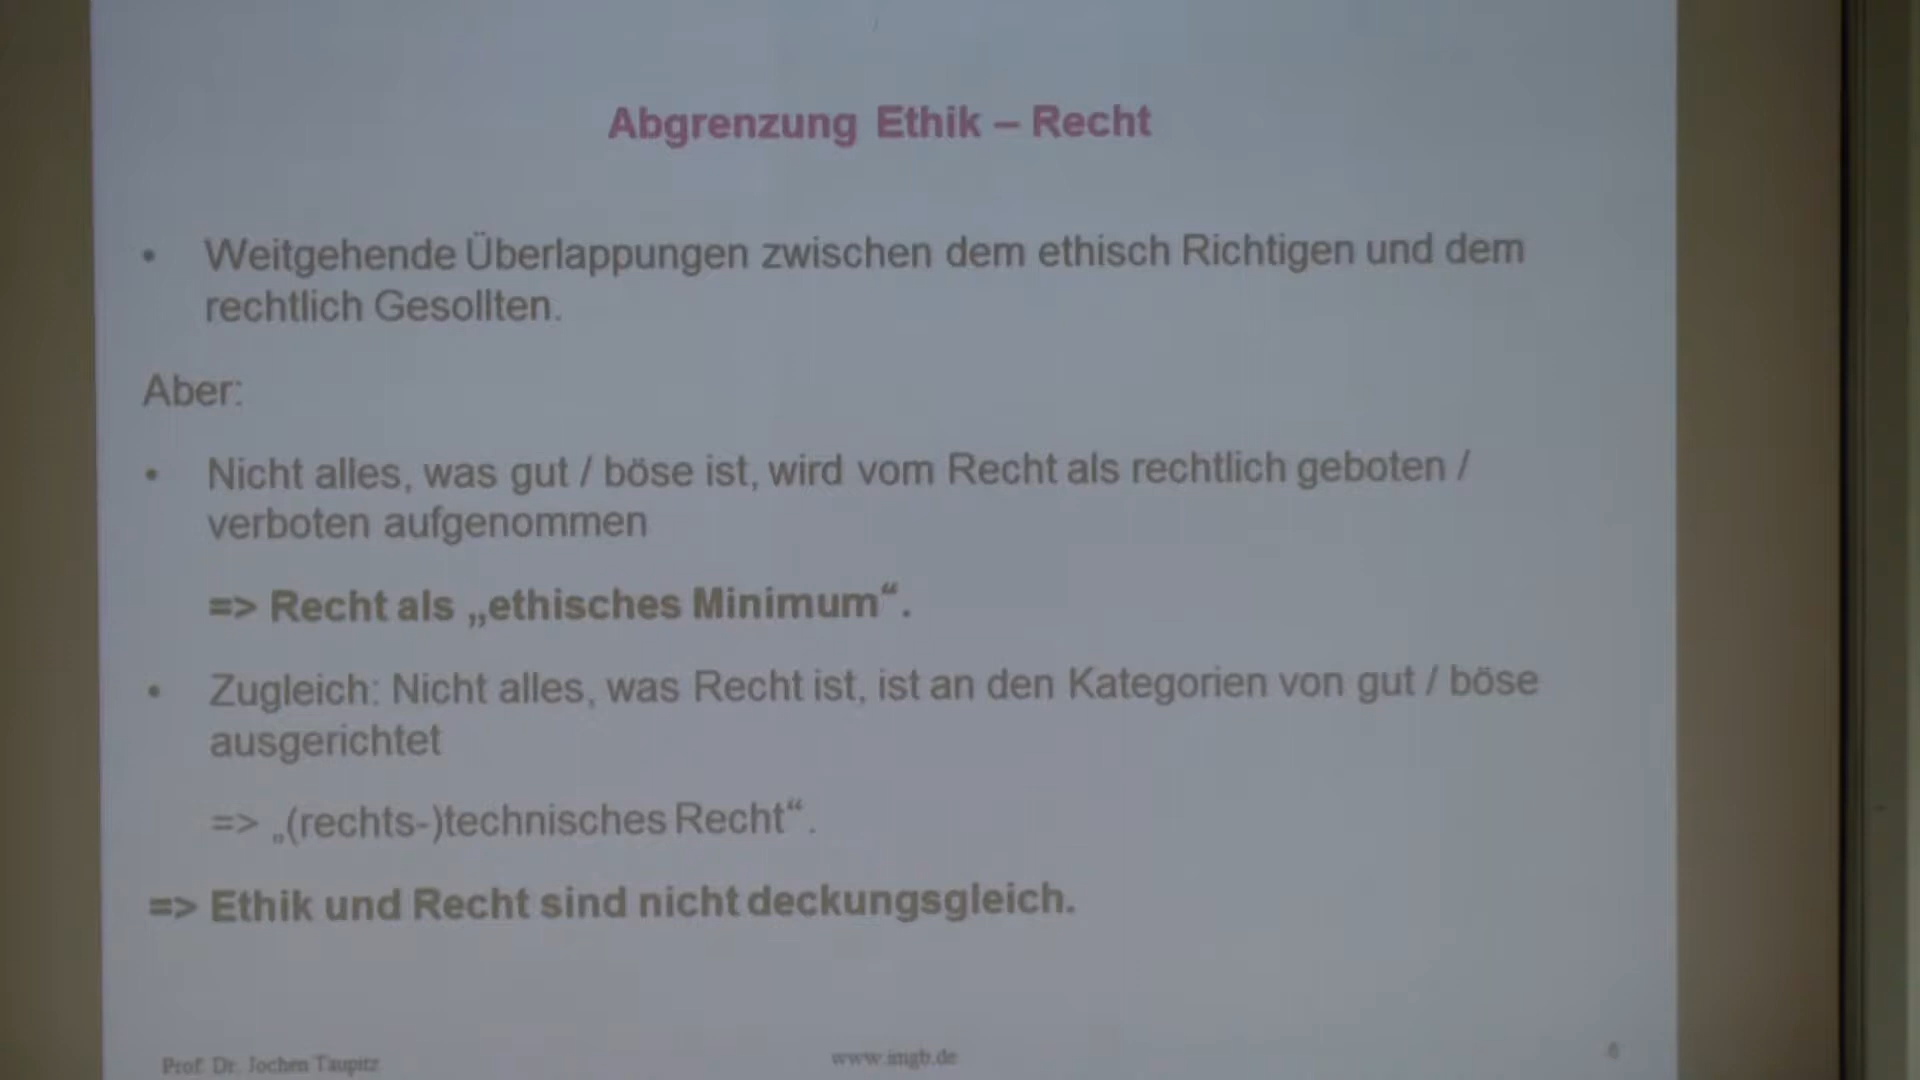 Abgrenzung Ethik – Recht
• Weitgehende Überlappungen zwischen dem ethisch Richtigen und dem
rechtlich Gesollten.
Aber:
• Nicht alles, was gut / böse ist, wird vom Recht als rechtlich geboten /
verboten aufgenommen
=> Recht als „ethisches Minimum“.
• Zugleich: Nicht alles, was Recht ist, ist an den Kategorien von gut / böse
ausgerichtet
=> „(rechts-)technisches Recht“.
=> Ethik und Recht sind nicht deckungsgleich.
Prof. Dr. Jochen Taupitz
www.imgb.de